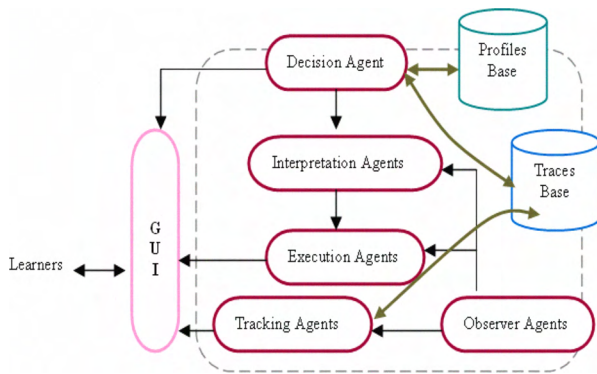 Decision Agent
Profiles
Base
Interpretation Agents
Traces
Base
G
U
I
Learners
Execution Agents
Tracking Agents
Observer Agents